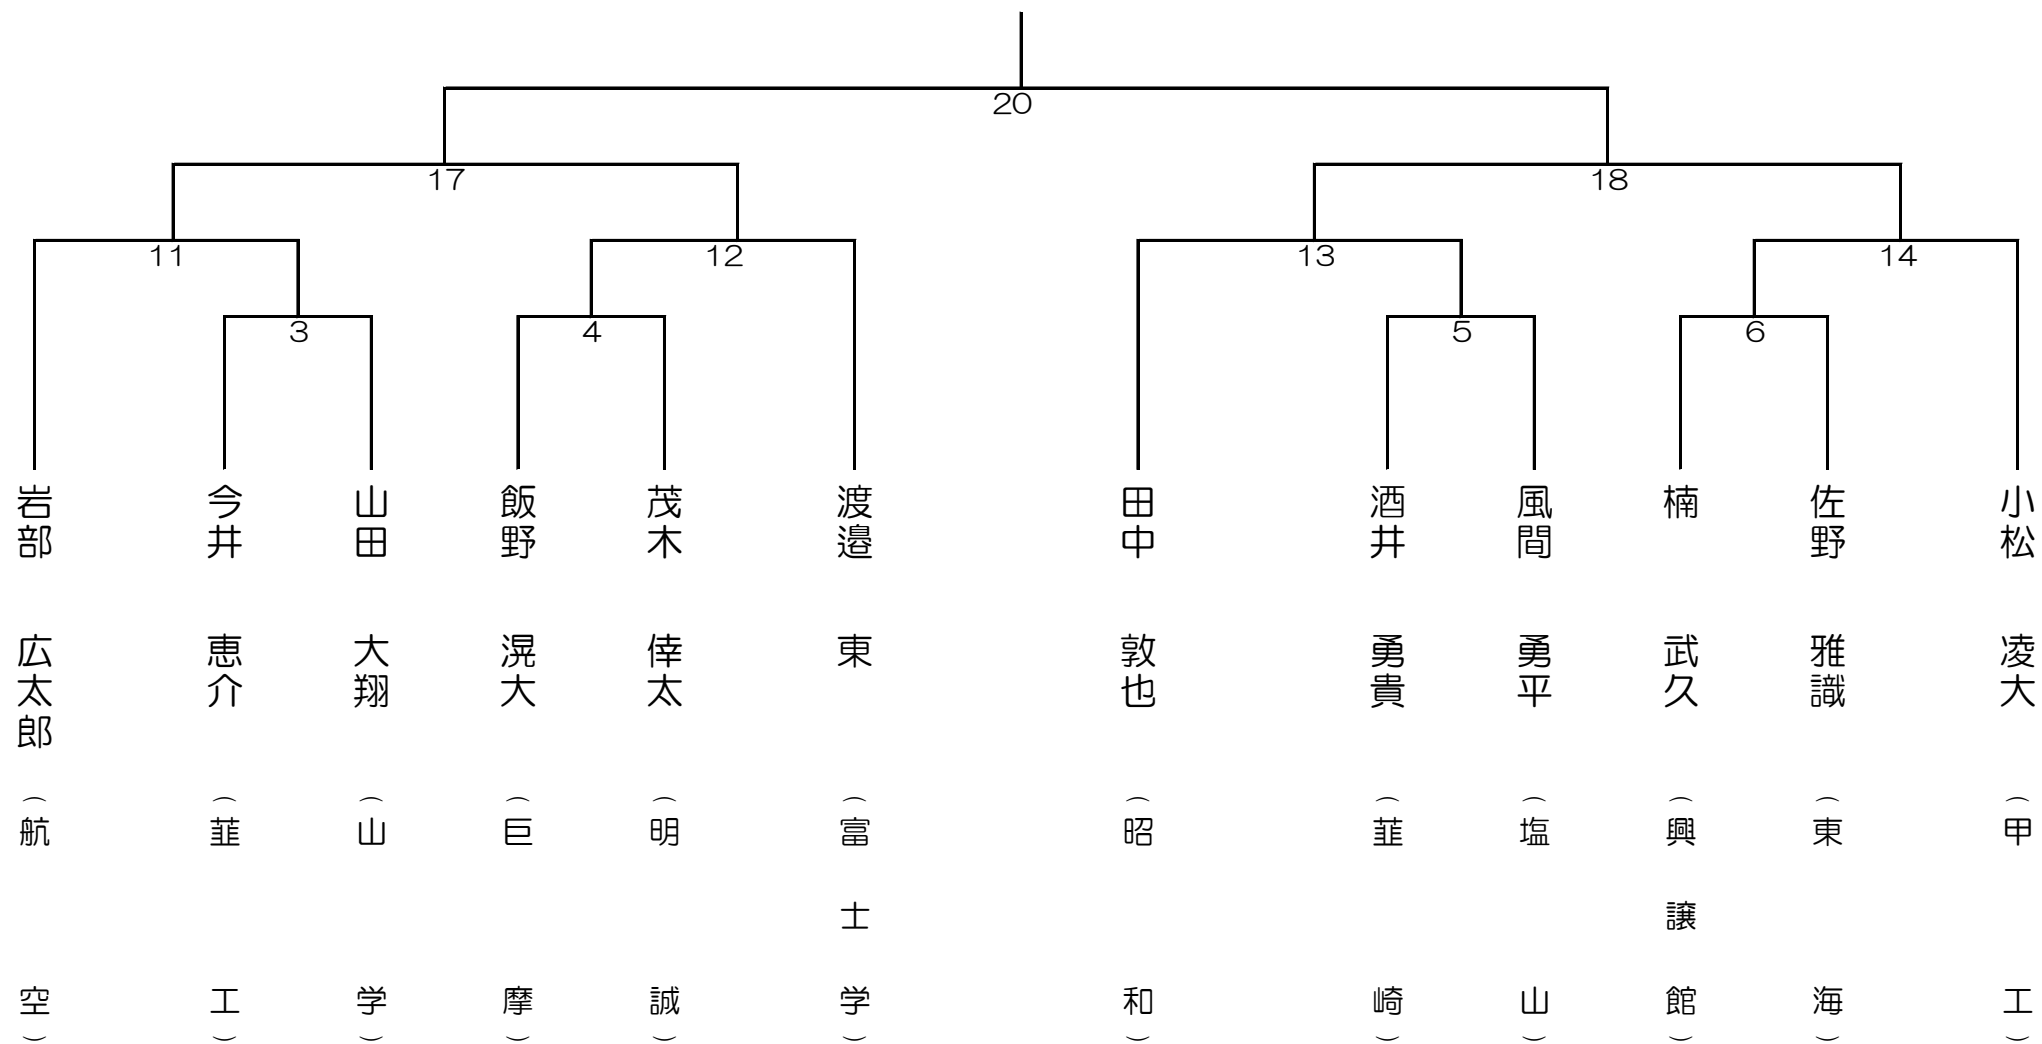 20
17
18
11
12
13
14
3
4
5
6
岩部 広太郎 （航空）
今井 恵介 （韮工）
山田 大翔 （山学）
飯野 滉大 （巨摩）
茂木 倖太 （明誠）
渡邉 東 （富士学）
田中 敦也 （昭和）
酒井 勇貴 （韮崎）
風間 勇平 （塩山）
楠 武久 （興譲館）
佐野 雅識 （東海）
小松 凌大 （甲工）